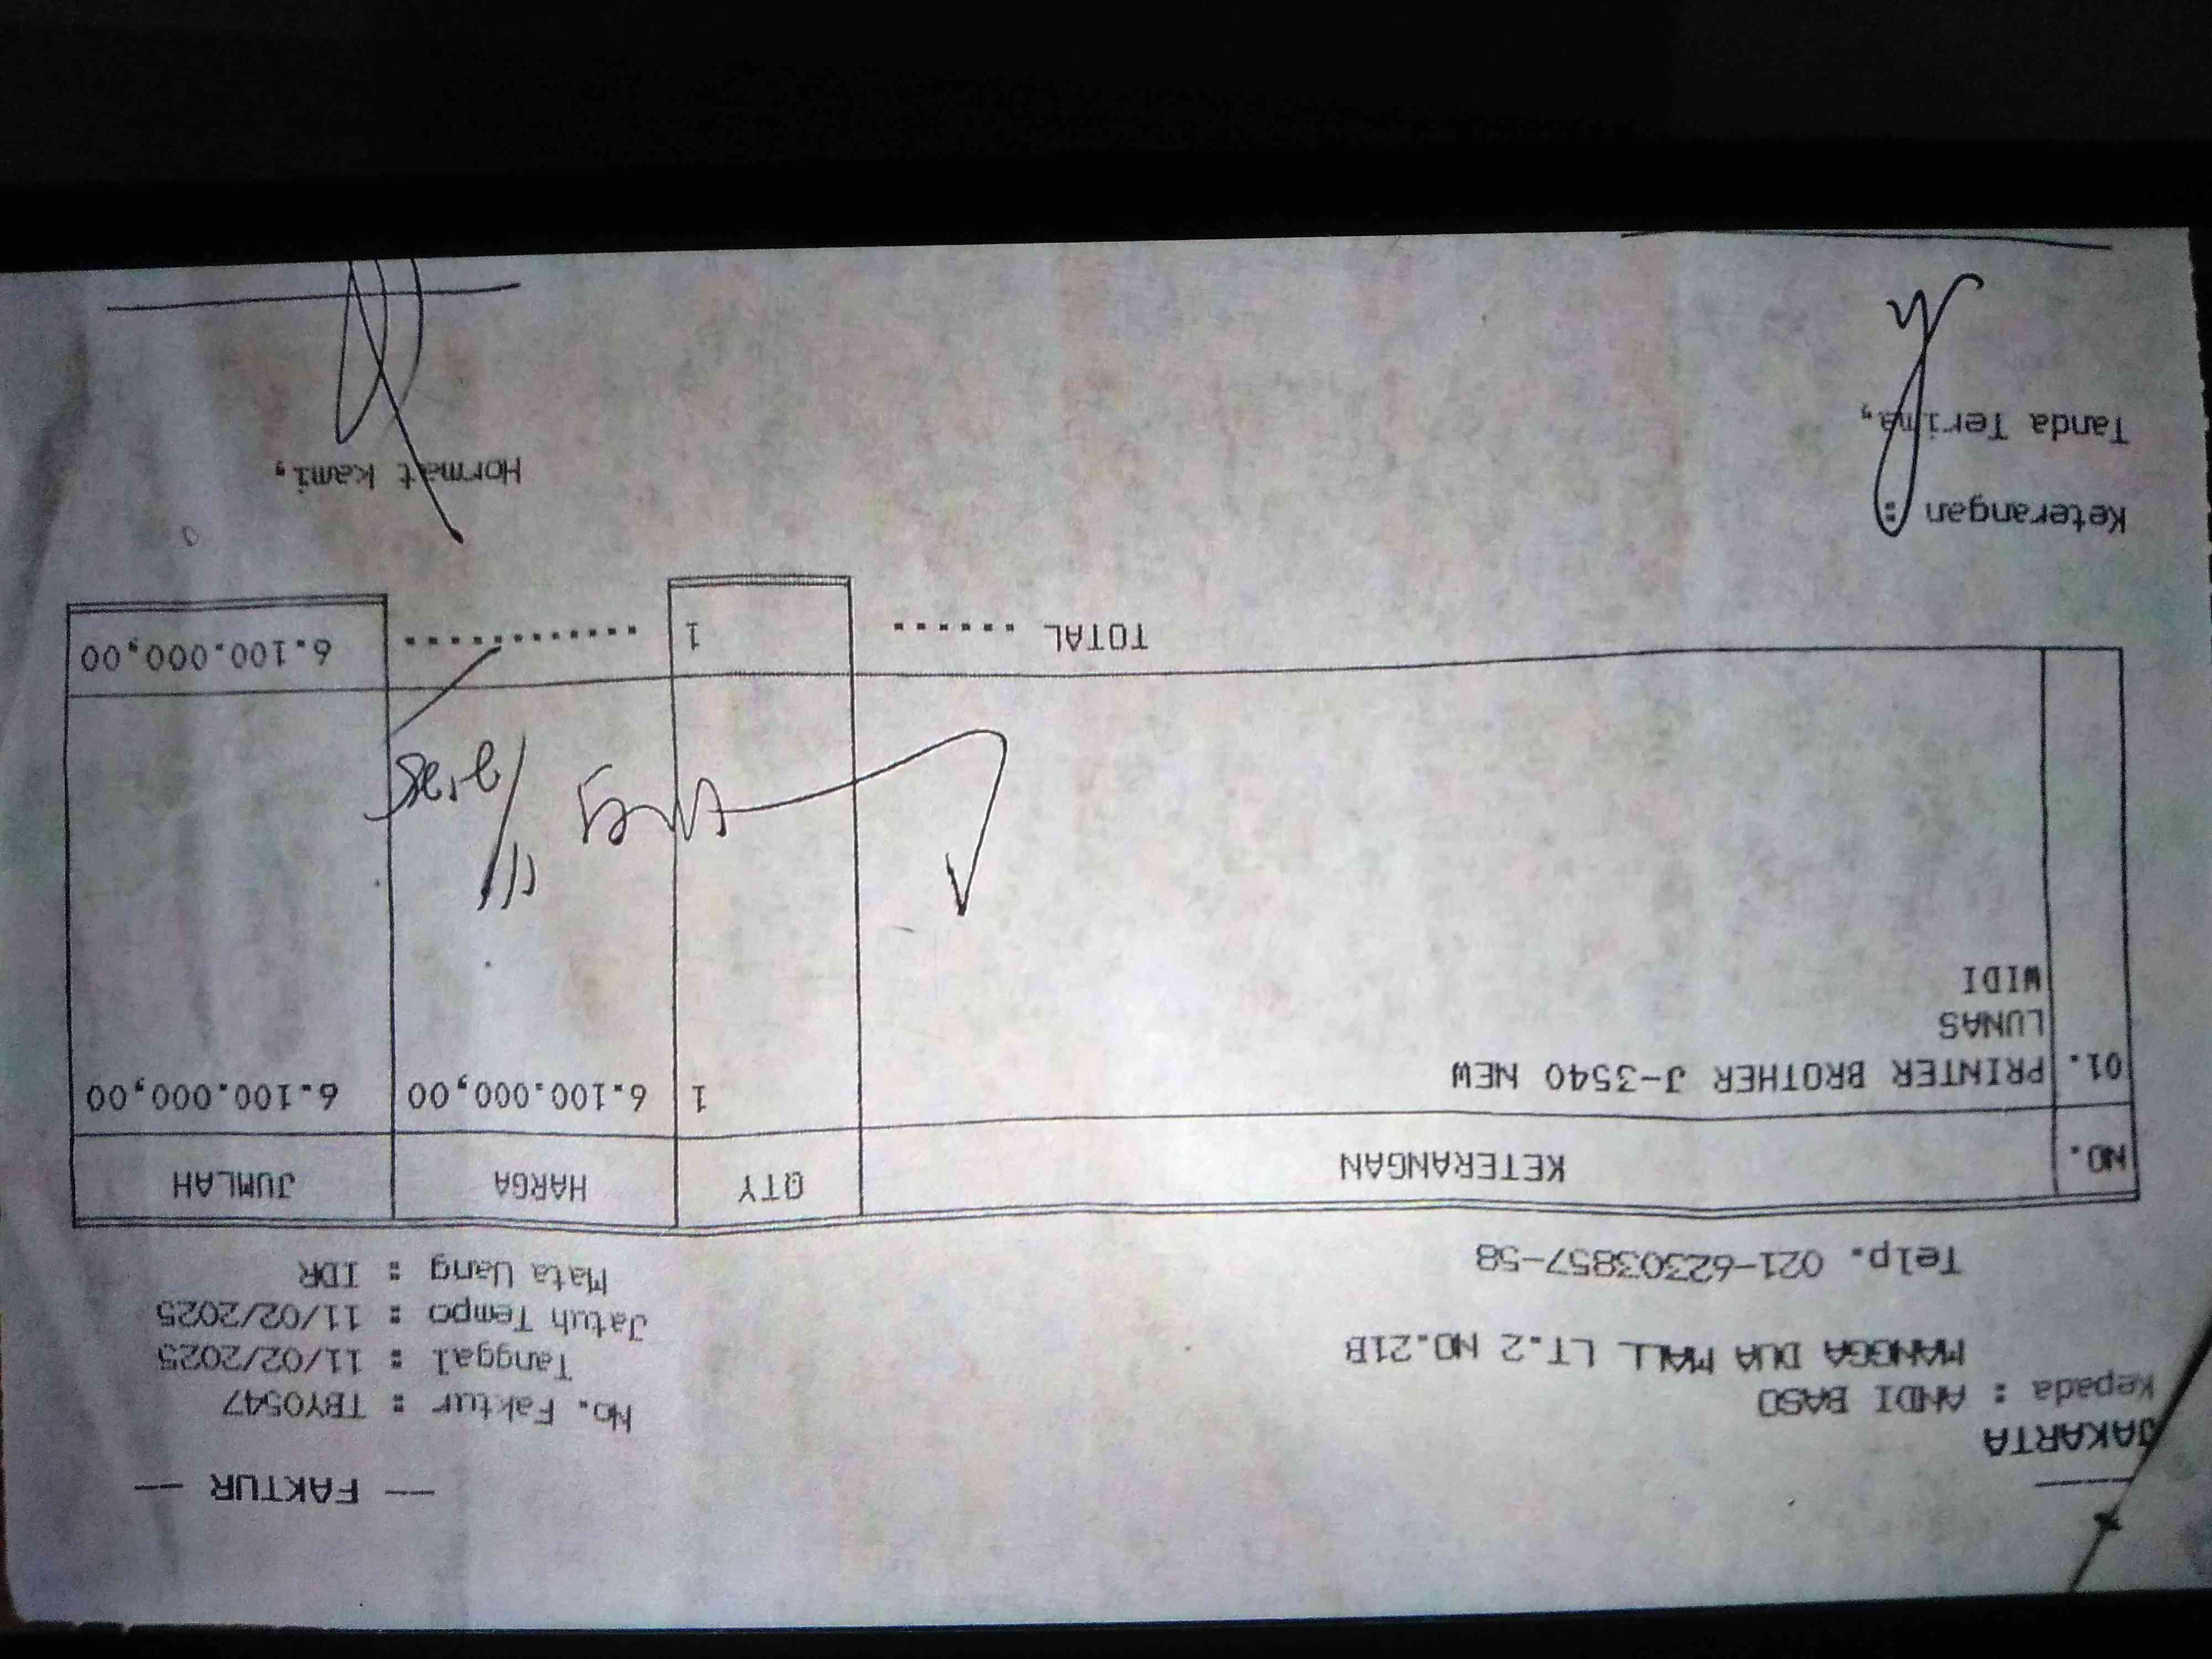 -- FAKTUR --
JAKARTA
Kepada : ANDI BASO
MANGGA DUA MALL LT.2 NO.21B
Telp. 021-62303857-58
No. Faktur : TBY0547
Tanggal : 11/02/2025
Jatuh Tempo : 11/02/2025
Mata Uang : IDR
NO. KETERANGAN QTY HARGA JUMLAH
01. PRINTER BROTHER J-3540 NEW 1 6.100.000,00 6.100.000,00
LUNAS
WIDI
TOTAL ...... 1 ............ 6.100.000,00
Keterangan :
Tanda Terima,
Hormat Kami,